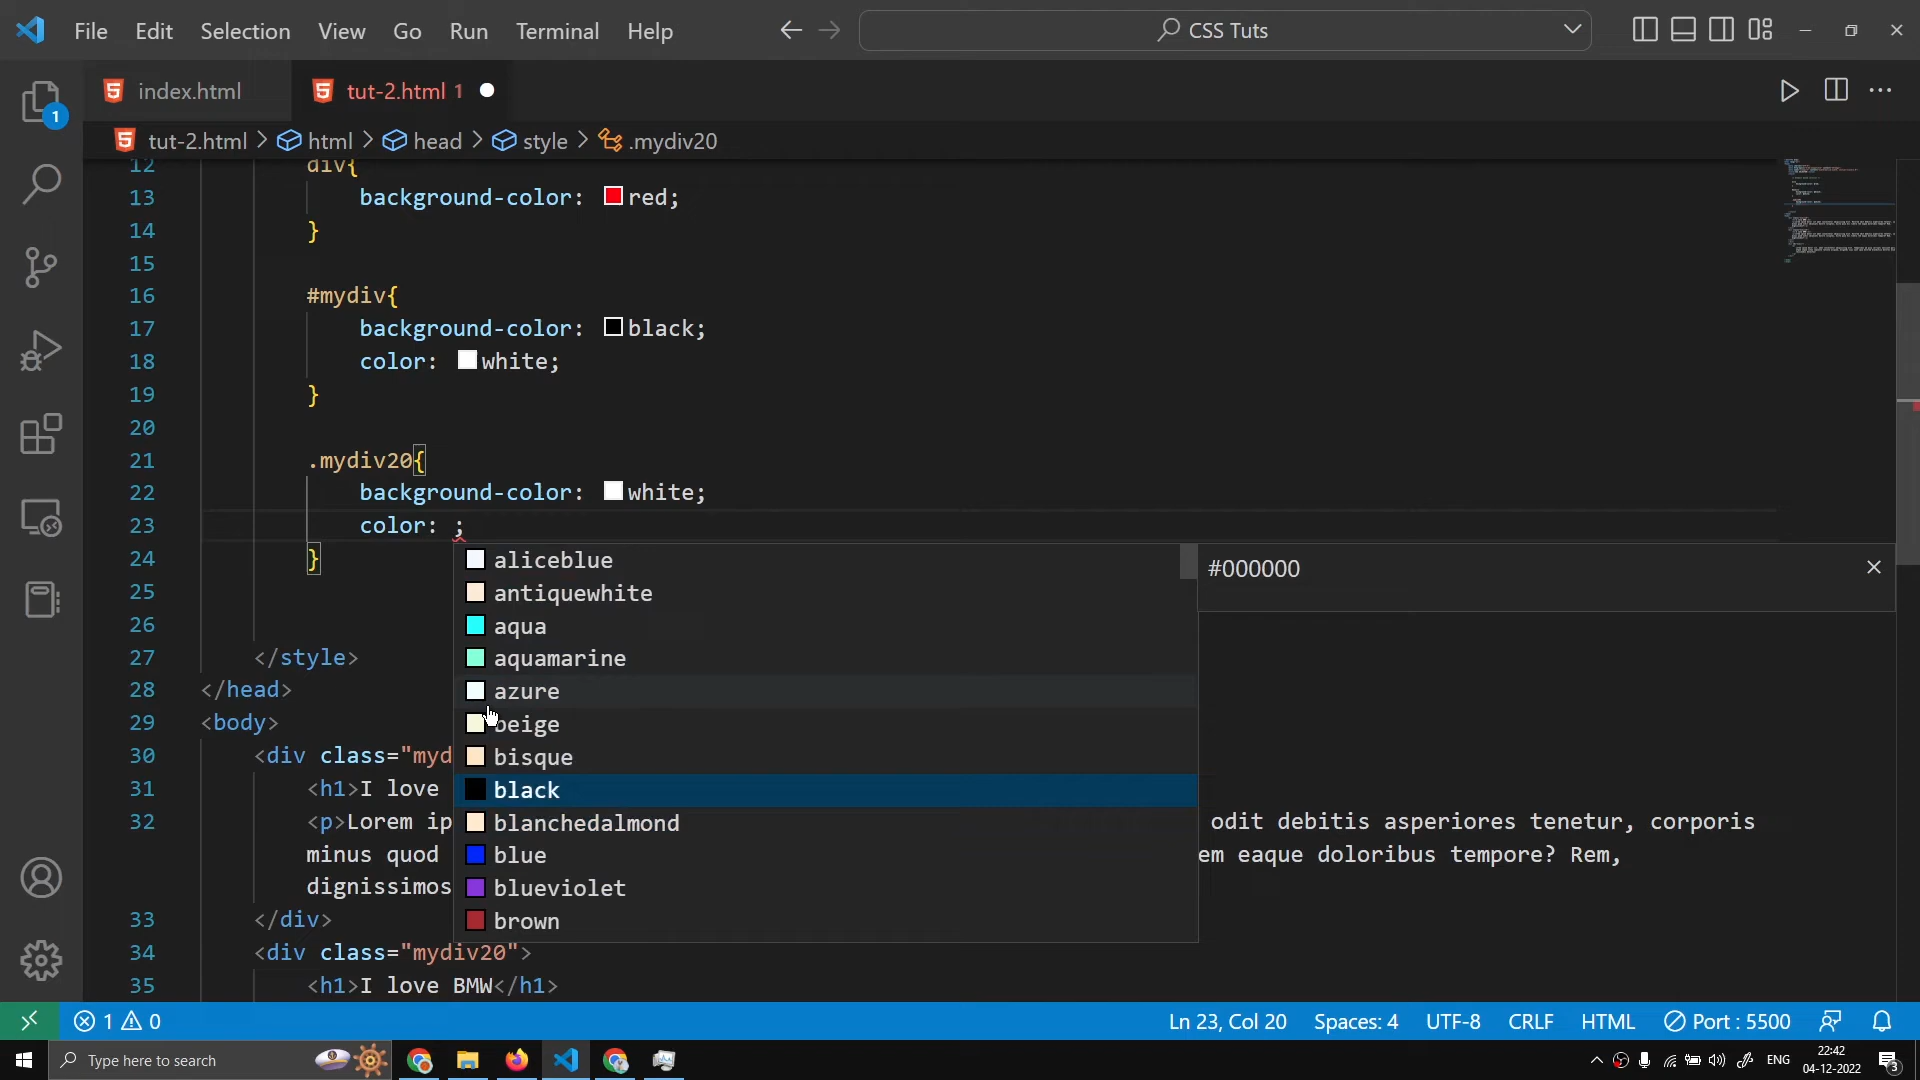 File Edit Selection View Go Run Terminal Help CSS Tuts
index.html tut-2.html 1
tut-2.html > html > head > style > .mydiv20
1
12 div{
13 background-color: red;
14 }
15
16 #mydiv{
17 background-color: black;
18 color: white;
19 }
20
21 .mydiv20{
22 background-color: white;
23 color: ;
24 }
25
26
27 </style>
28 </head>
29 <body>
30 <div class="myd
31 <h1>I love
32 <p>Lorem ip odit debitis asperiores tenetur, corporis
minus quod em eaque doloribus tempore? Rem,
dignissimos
33 </div>
34 <div class="mydiv20">
35 <h1>I love BMW</h1>
aliceblue
antiquewhite
aqua
aquamarine
azure
beige
bisque
black
blanchedalmond
blue
blueviolet
brown
#000000
1 0 Ln 23, Col 20 Spaces: 4 UTF-8 CRLF HTML Port : 5500
Type here to search ENG 22:42
04-12-2022 3